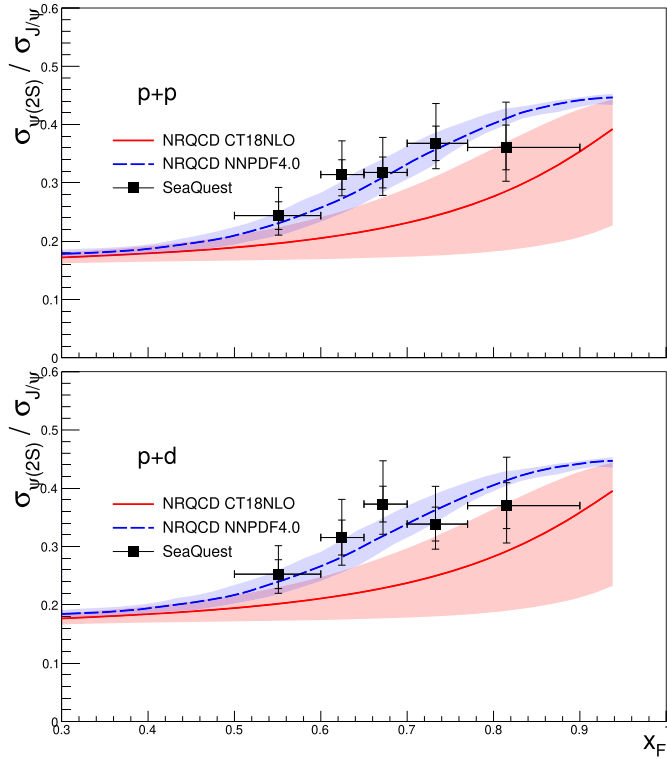 0.6
0.5
0.4
0.3
0.2
0.1
0
σψ(2S) / σJ/ψ
p+p
NRQCD CT18NLO
NRQCD NNPDF4.0
SeaQuest
0.6
0.5
0.4
0.3
0.2
0.1
0
σψ(2S) / σJ/ψ
p+d
NRQCD CT18NLO
NRQCD NNPDF4.0
SeaQuest
0.3 0.4 0.5 0.6 0.7 0.8 0.9 1
xF